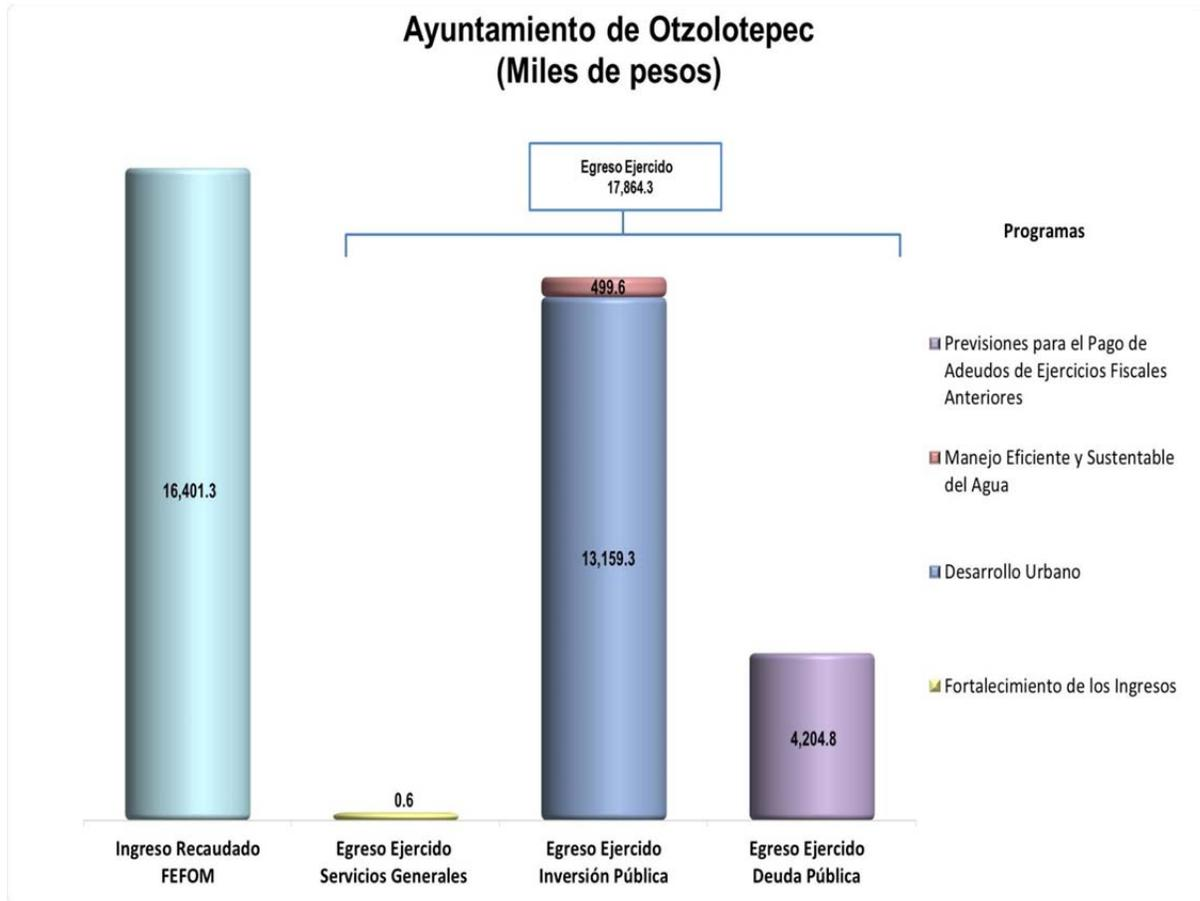 Ayuntamiento de Otzolotepec
(Miles de pesos)
Egreso Ejercido
17,864.3
Programas
499.6
Previsiones para el Pago de
Adeudos de Ejercicios Fiscales
Anteriores
Manejo Eficiente y Sustentable
del Agua
16,401.3
13,159.3
Desarrollo Urbano
Fortalecimiento de los Ingresos
4,204.8
0.6
Ingreso Recaudado
FEFOM
Egreso Ejercido
Servicios Generales
Egreso Ejercido
Inversión Pública
Egreso Ejercido
Deuda Pública